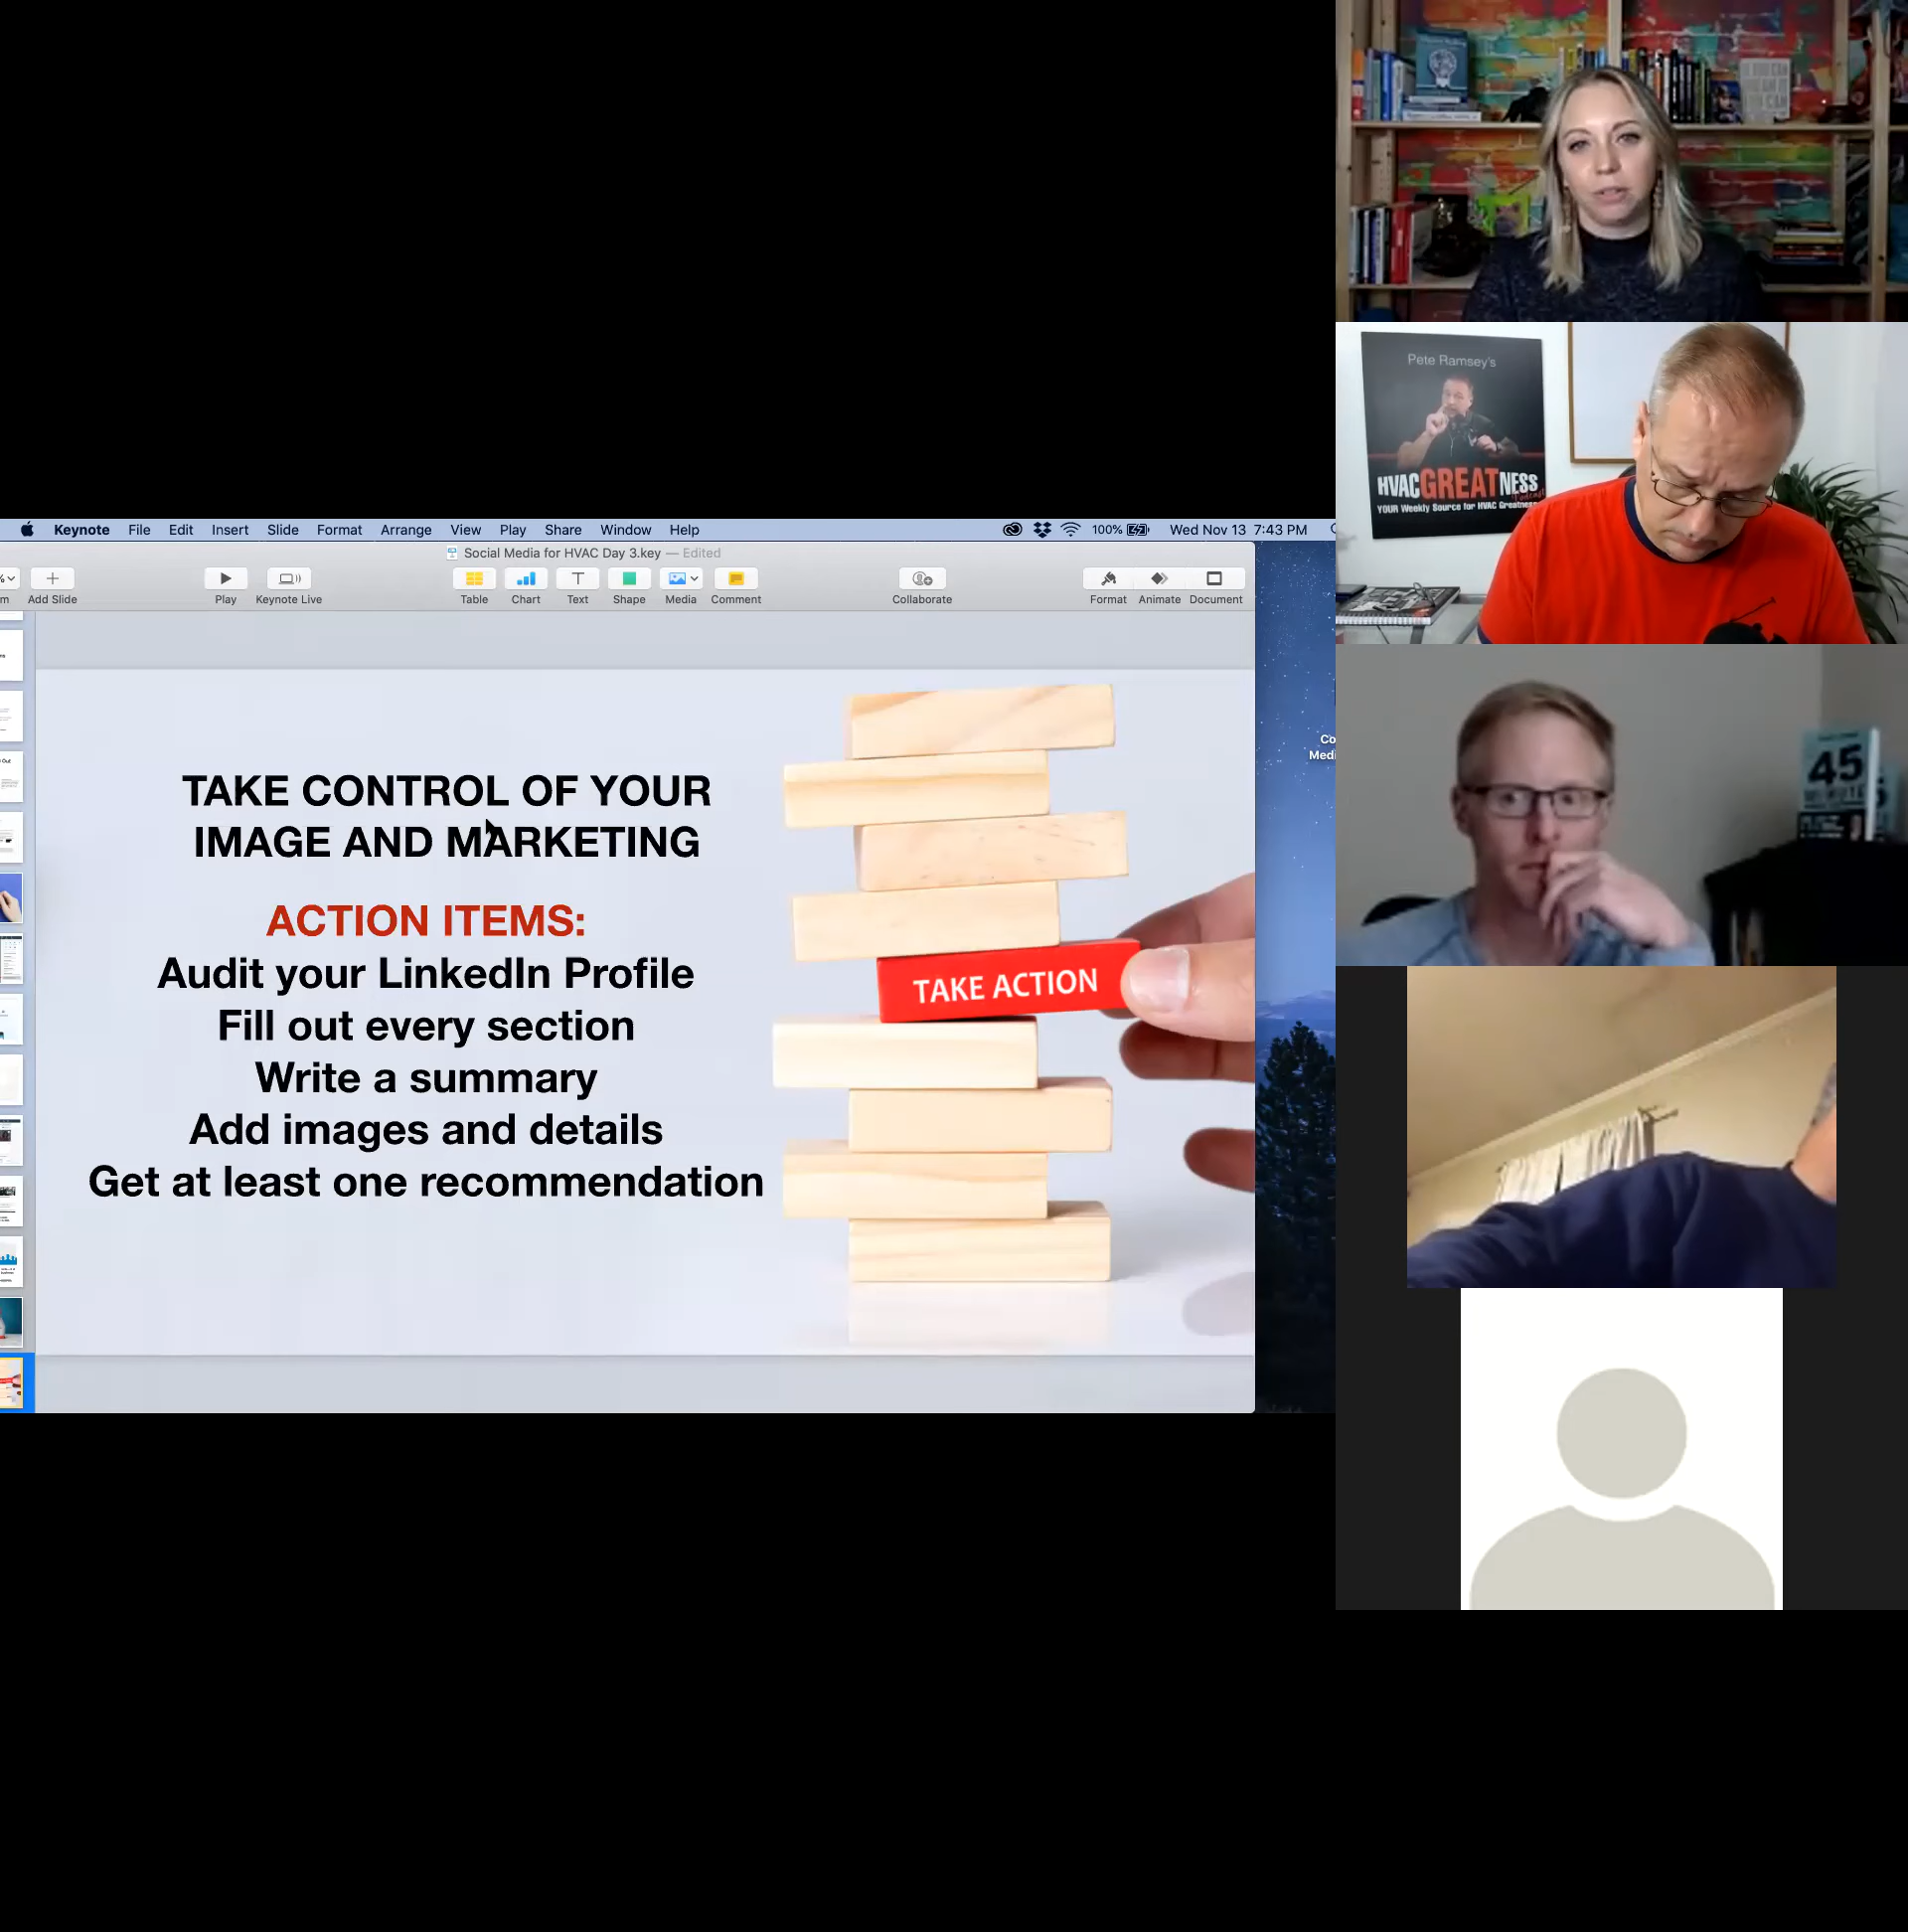 Keynote File Edit Insert Slide Format Arrange View Play Share Window Help 100% Wed Nov 13 7:43 PM
Social Media for HVAC Day 3.key — Edited
Add Slide Play Keynote Live Table Chart Text Shape Media Comment Collaborate Format Animate Document
TAKE CONTROL OF YOUR
IMAGE AND MARKETING
ACTION ITEMS:
Audit your LinkedIn Profile
Fill out every section
Write a summary
Add images and details
Get at least one recommendation
TAKE ACTION
Pete Ramsey's
HVACGREATNESS
Podcast
YOUR Weekly Source for HVAC Greatness
45